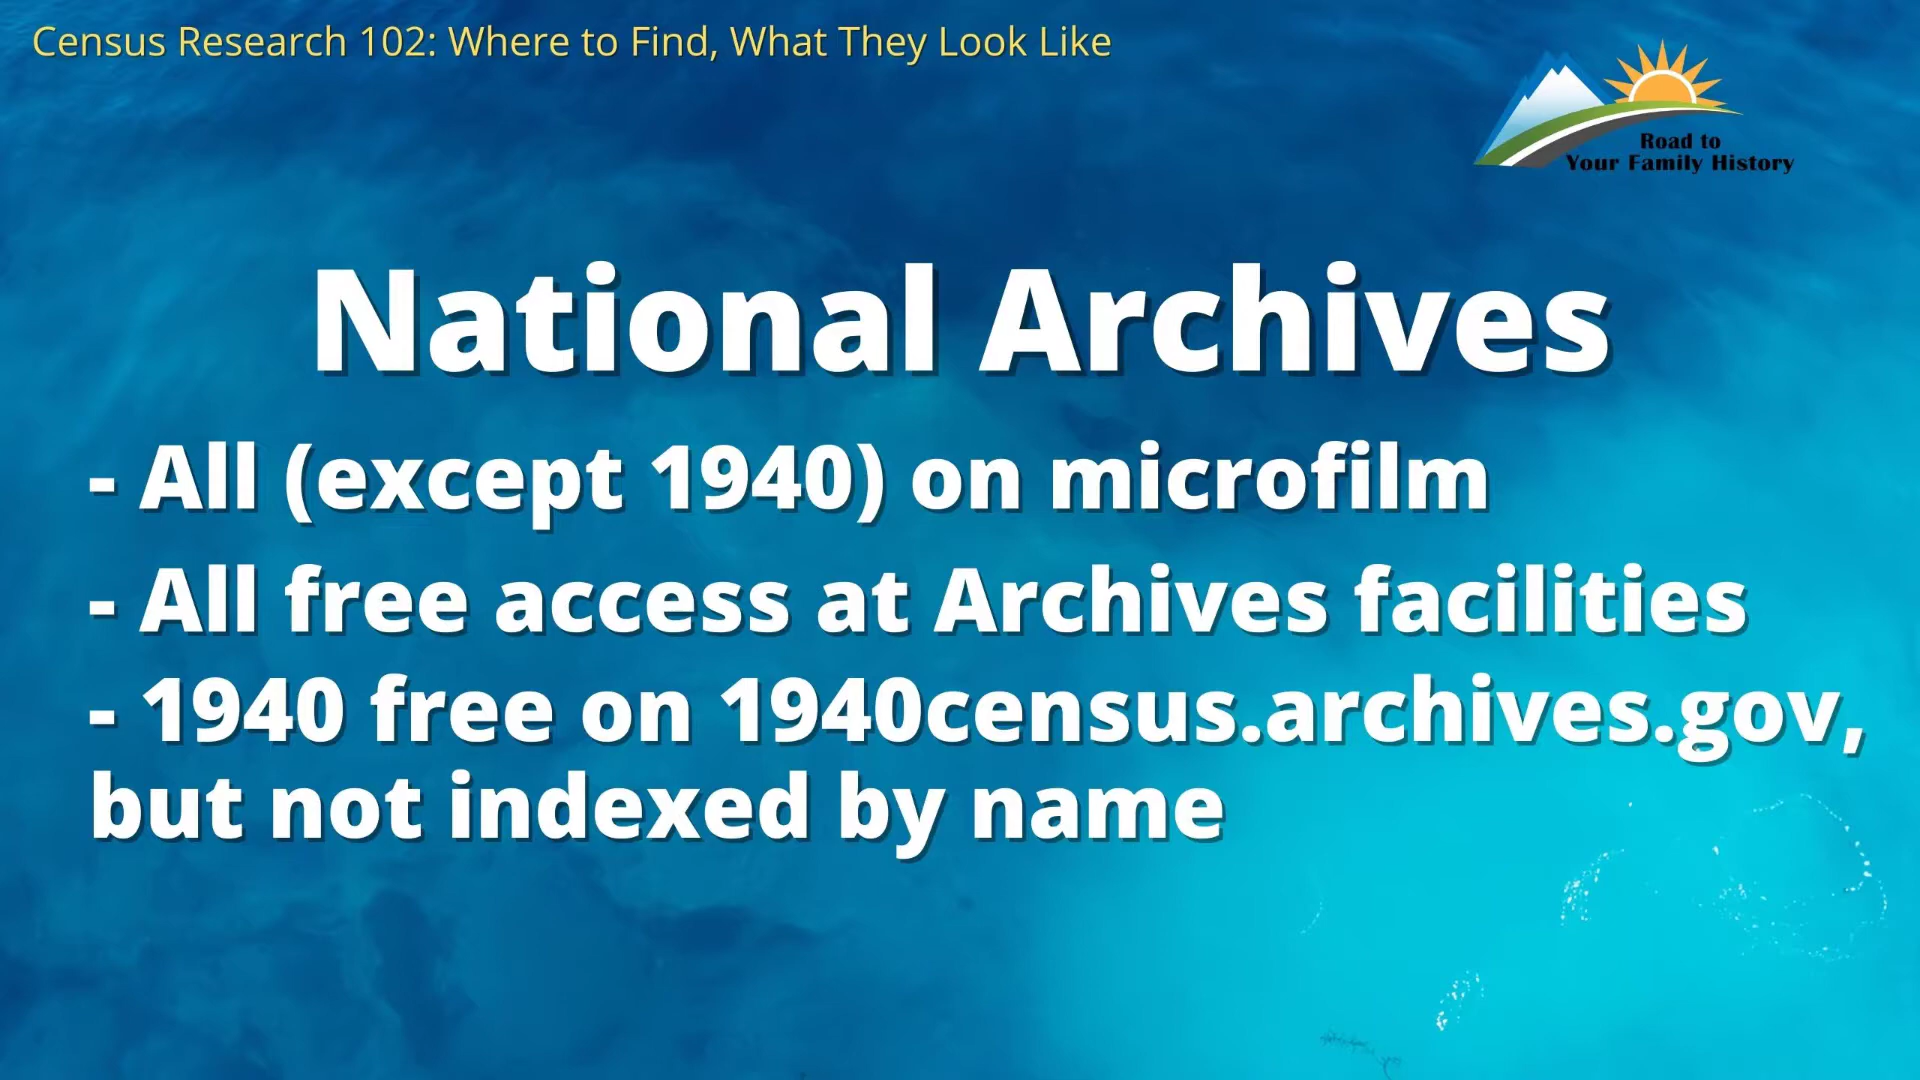 Census Research 102: Where to Find, What They Look Like
Road to
Your Family History
National Archives
- All (except 1940) on microfilm
- All free access at Archives facilities
- 1940 free on 1940census.archives.gov,
but not indexed by name